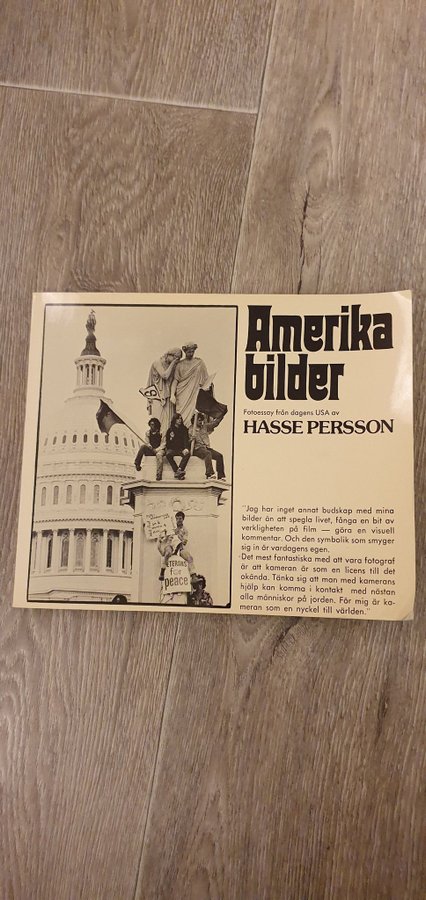 Amerika
bilder
Fotoessay från dagens USA av
HASSE PERSSON
"Jag har inget annat budskap med mina
bilder än att spegla livet, fånga en bit av
verkligheten på film — göra en visuell
kommentar. Och den symbolik som smyger
sig in är vardagens egen.
Det mest fantastiska med att vara fotograf
är att kameran är som en licens till det
okända. Tänka sig att man med kamerans
hjälp kan komma i kontakt med nästan
alla människor på jorden. För mig är ka-
meran som en nyckel till världen."
for
peace